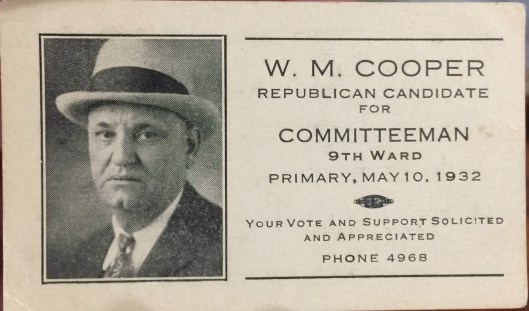 W. M. COOPER
REPUBLICAN CANDIDATE
FOR
COMMITTEEMAN
9TH WARD
PRIMARY, MAY 10, 1932
YOUR VOTE AND SUPPORT SOLICITED
AND APPRECIATED
PHONE 4968